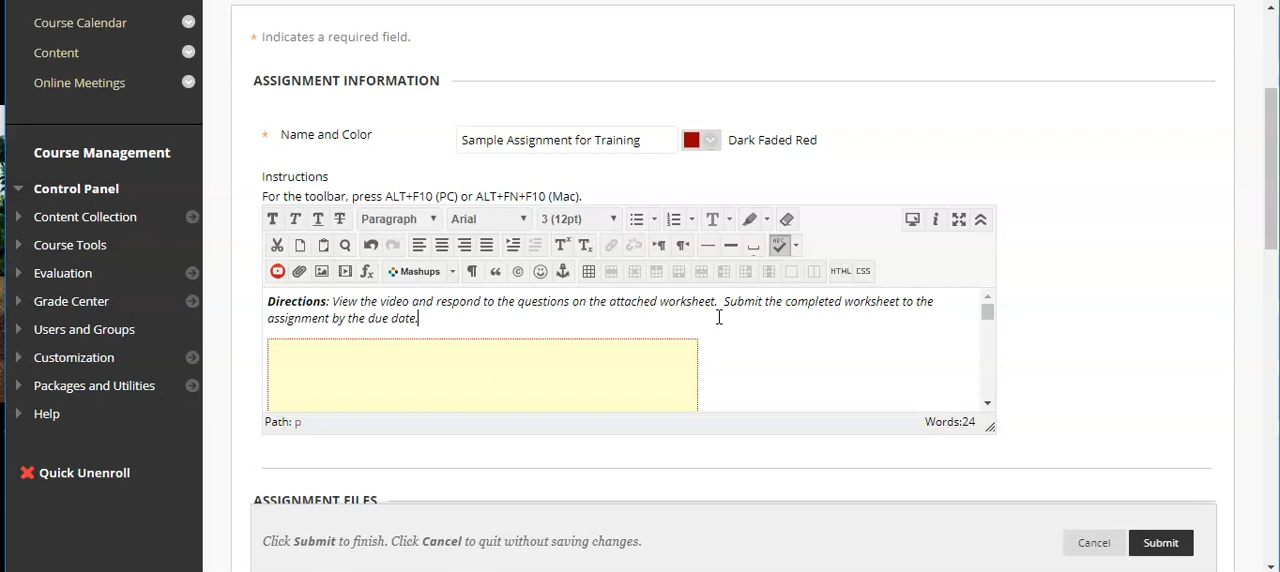 Course Calendar
Content
Online Meetings
Course Management
Control Panel
Content Collection
Course Tools
Evaluation
Grade Center
Users and Groups
Customization
Packages and Utilities
Help
Quick Unenroll
* Indicates a required field.
ASSIGNMENT INFORMATION
* Name and Color
Sample Assignment for Training
Dark Faded Red
Instructions
For the toolbar, press ALT+F10 (PC) or ALT+FN+F10 (Mac).
T T T T Paragraph Arial 3 (12pt) T
Mashups HTML CSS
Directions: View the video and respond to the questions on the attached worksheet. Submit the completed worksheet to the
assignment by the due date.
Path: p Words:24
ASSIGNMENT FILES
Click Submit to finish. Click Cancel to quit without saving changes.
Cancel Submit